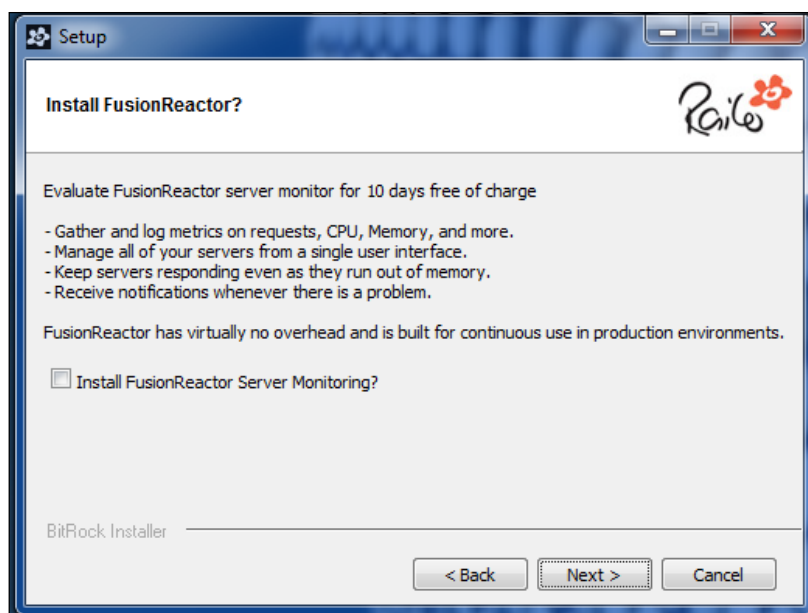 Setup
Install FusionReactor?
Railo
Evaluate FusionReactor server monitor for 10 days free of charge
- Gather and log metrics on requests, CPU, Memory, and more.
- Manage all of your servers from a single user interface.
- Keep servers responding even as they run out of memory.
- Receive notifications whenever there is a problem.
FusionReactor has virtually no overhead and is built for continuous use in production environments.
Install FusionReactor Server Monitoring?
BitRock Installer
< Back
Next >
Cancel